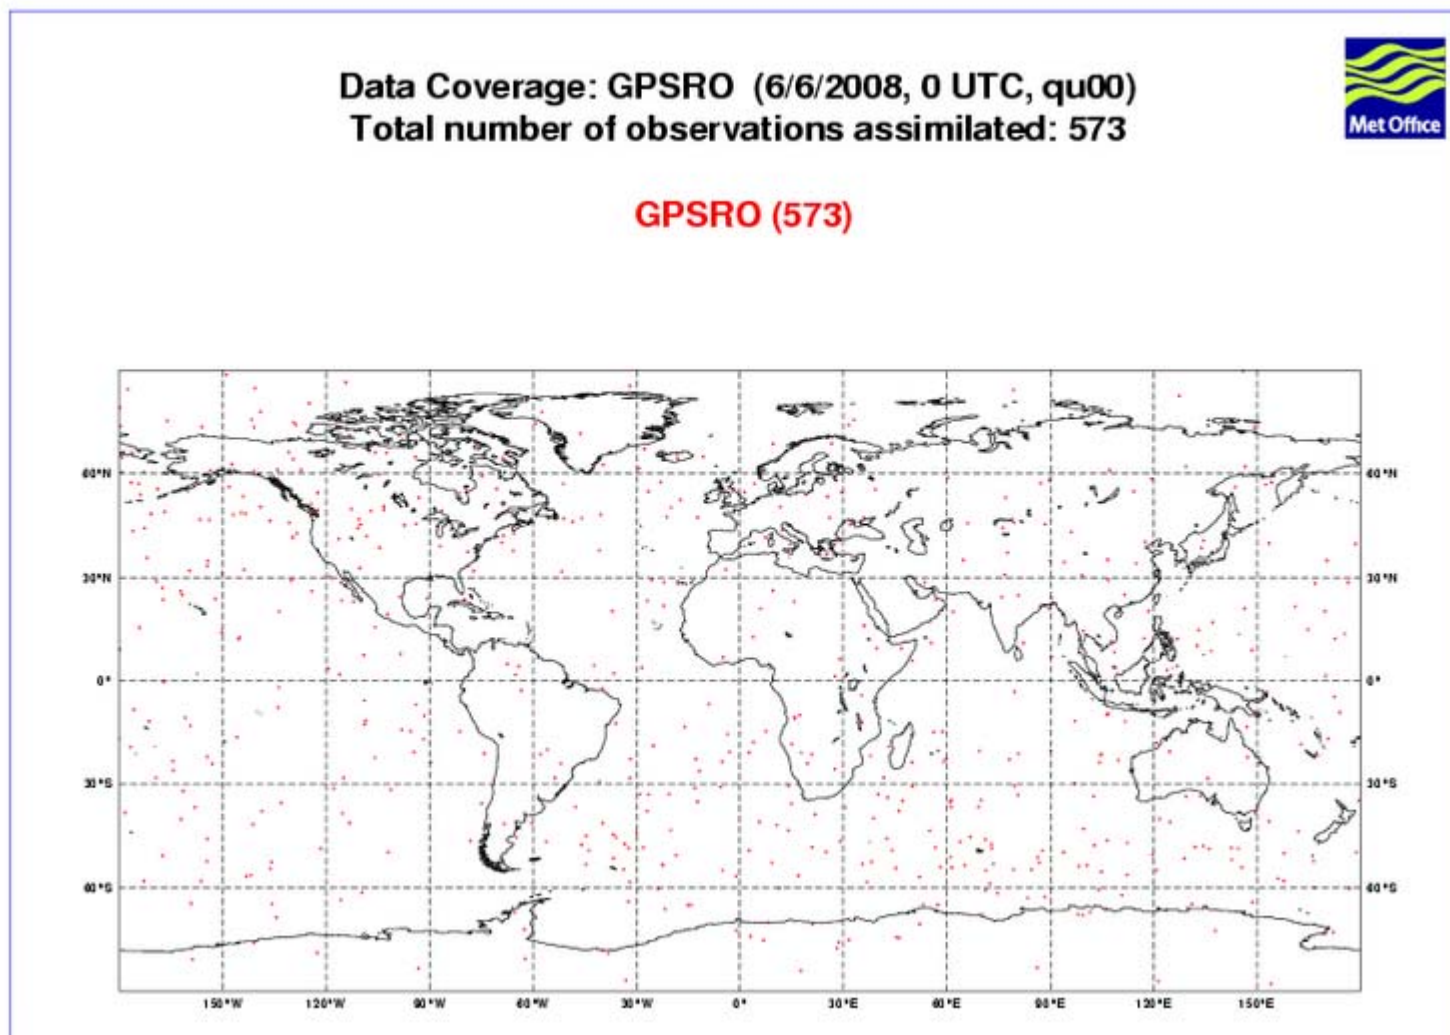 Data Coverage: GPSRO (6/6/2008, 0 UTC, qu00)
Total number of observations assimilated: 573
Met Office
GPSRO (573)
60°N 60°N
30°N 30°N
0° 0°
30°S 30°S
60°S 60°S
150°W 120°W 90°W 60°W 30°W 0° 30°E 60°E 90°E 120°E 150°E